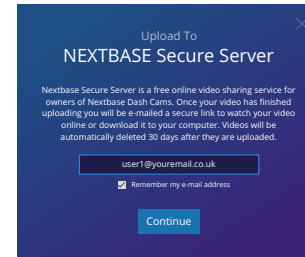 Upload To
NEXTBASE Secure Server
Nextbase Secure Server is a free online video sharing service for
owners of Nextbase Dash Cams. Once your video has finished
uploading you will be e-mailed a secure link to watch your video
online or download it to your computer. Videos will be
automatically deleted 30 days after they are uploaded.
user1@youremail.co.uk
Remember my e-mail address
Continue